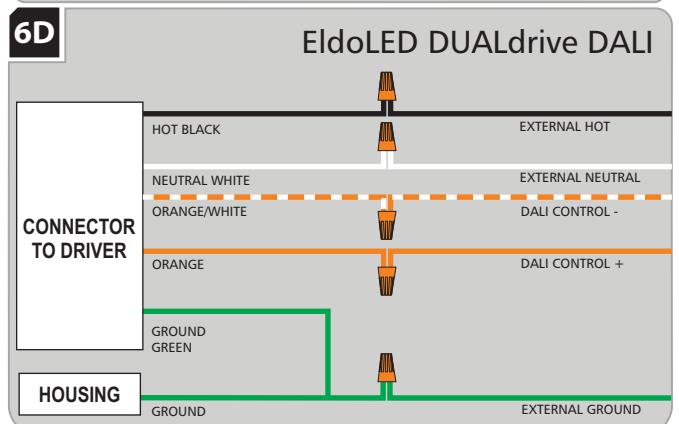 6D
EldoLED DUALdrive DALI
HOT BLACK
EXTERNAL HOT
NEUTRAL WHITE
EXTERNAL NEUTRAL
ORANGE/WHITE
DALI CONTROL -
CONNECTOR
TO DRIVER
ORANGE
DALI CONTROL +
GROUND
GREEN
HOUSING
GROUND
EXTERNAL GROUND